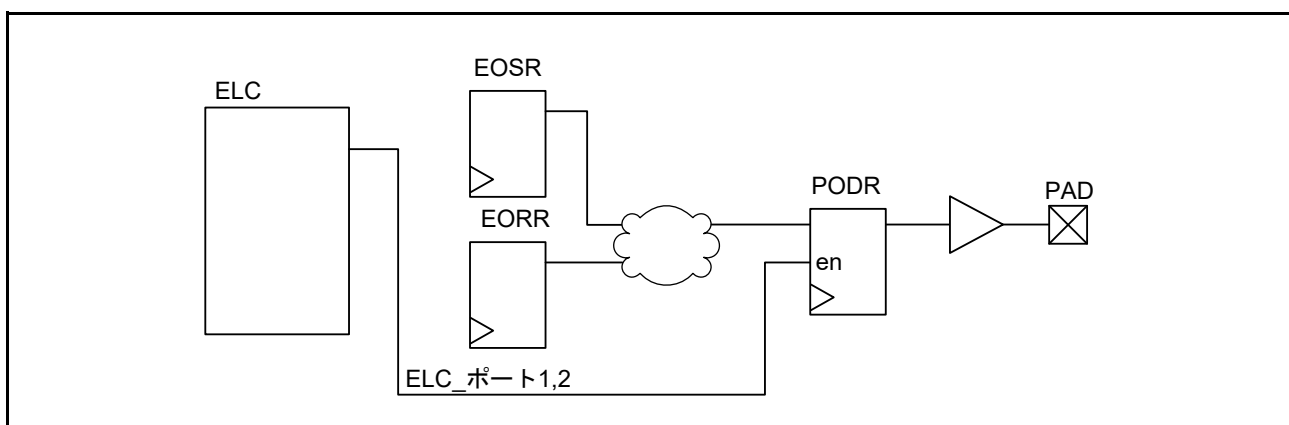 ELC
EOSR
EORR
PODR
en
PAD
ELC_ポート1,2